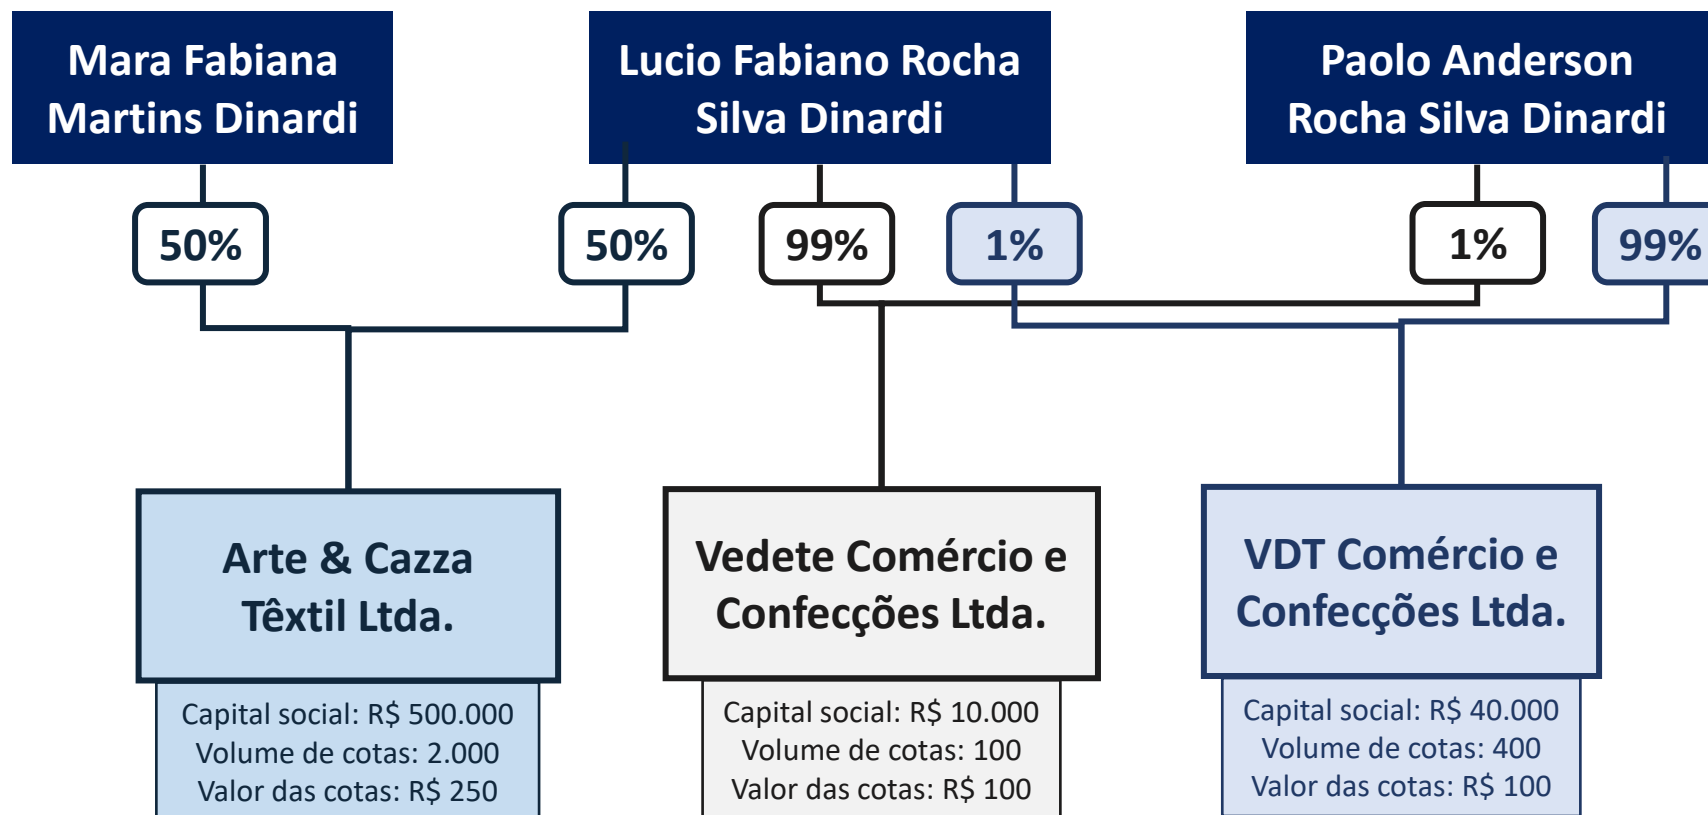 Mara Fabiana
Martins Dinardi
Lucio Fabiano Rocha
Silva Dinardi
Paolo Anderson
Rocha Silva Dinardi
50%
50%
99%
1%
1%
99%
Arte & Cazza
Têxtil Ltda.
Capital social: R$ 500.000
Volume de cotas: 2.000
Valor das cotas: R$ 250
Vedete Comércio e
Confecções Ltda.
Capital social: R$ 10.000
Volume de cotas: 100
Valor das cotas: R$ 100
VDT Comércio e
Confecções Ltda.
Capital social: R$ 40.000
Volume de cotas: 400
Valor das cotas: R$ 100